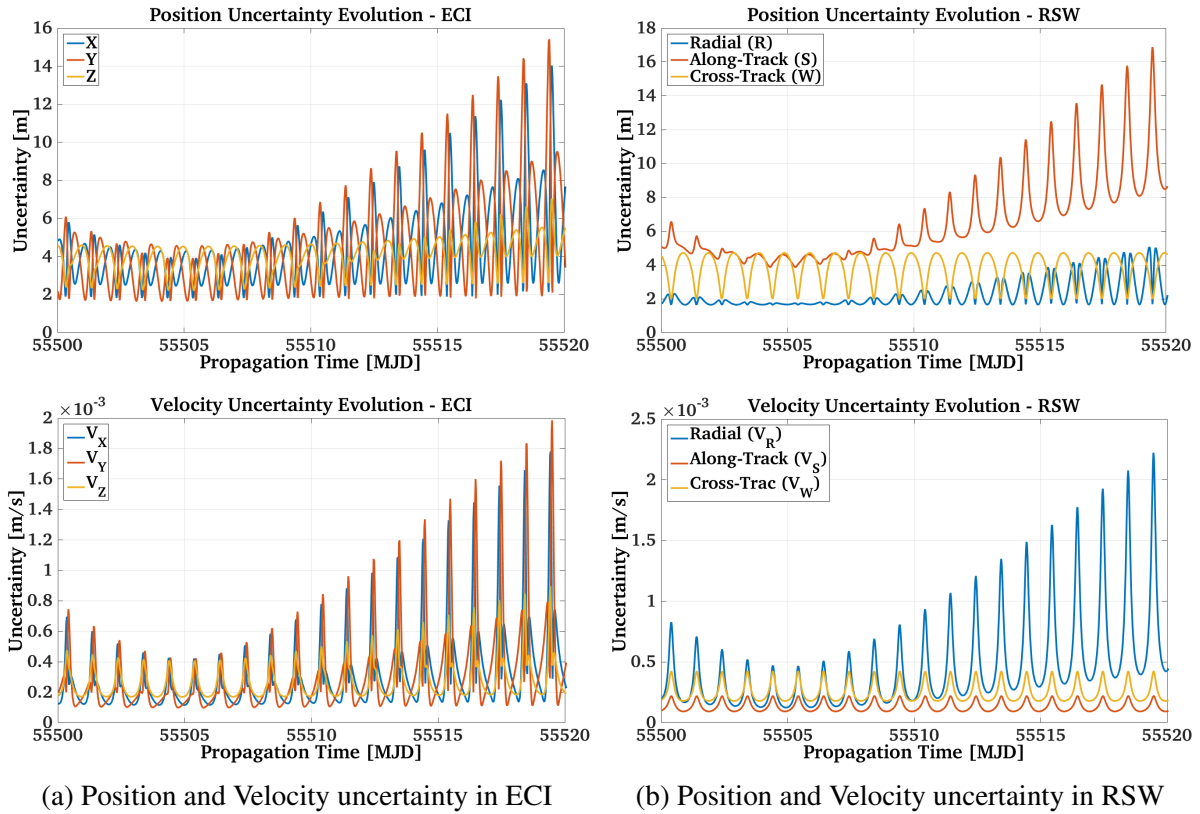 Position Uncertainty Evolution - ECI
16
14
12
10
8
6
4
2
0
Uncertainty [m]
X
Y
Z
55500
55505
55510
55515
55520
Propagation Time [MJD]
Position Uncertainty Evolution - RSW
18
16
14
12
10
8
6
4
2
0
Uncertainty [m]
Radial (R)
Along-Track (S)
Cross-Track (W)
55500
55505
55510
55515
55520
Propagation Time [MJD]
Velocity Uncertainty Evolution - ECI
×10⁻³
2
1.8
1.6
1.4
1.2
1
0.8
0.6
0.4
0.2
0
Uncertainty [m/s]
V_X
V_Y
V_Z
55500
55505
55510
55515
55520
Propagation Time [MJD]
Velocity Uncertainty Evolution - RSW
×10⁻³
2.5
2
1.5
1
0.5
0
Uncertainty [m/s]
Radial (V_R)
Along-Track (V_S)
Cross-Trac (V_W)
55500
55505
55510
55515
55520
Propagation Time [MJD]
(a) Position and Velocity uncertainty in ECI
(b) Position and Velocity uncertainty in RSW